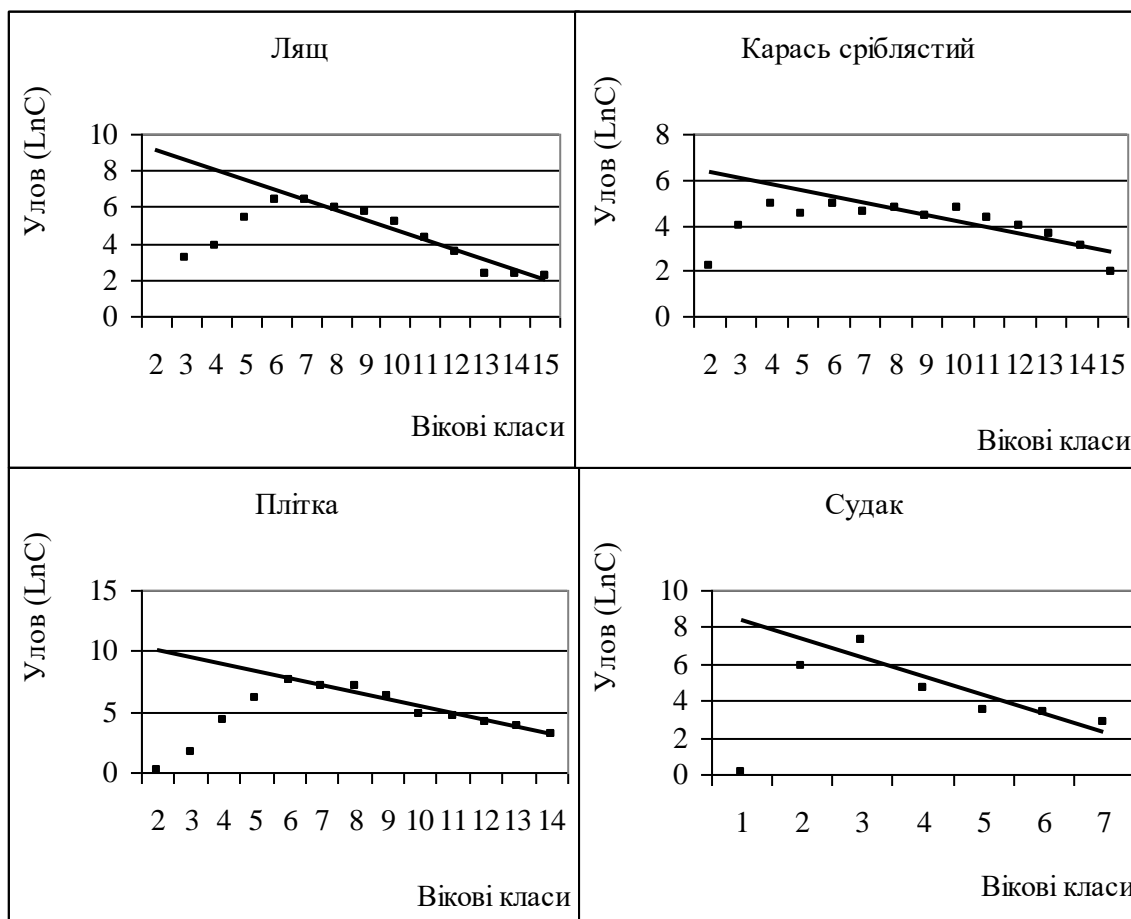 Лящ
Улов (LnC)
10
8
6
4
2
0
2 3 4 5 6 7 8 9 10 11 12 13 14 15
Вікові класи
Карась сріблястий
Улов (LnC)
8
6
4
2
0
2 3 4 5 6 7 8 9 10 11 12 13 14 15
Вікові класи
Плітка
Улов (LnC)
15
10
5
0
2 3 4 5 6 7 8 9 10 11 12 13 14
Вікові класи
Судак
Улов (LnC)
10
8
6
4
2
0
1 2 3 4 5 6 7
Вікові класи